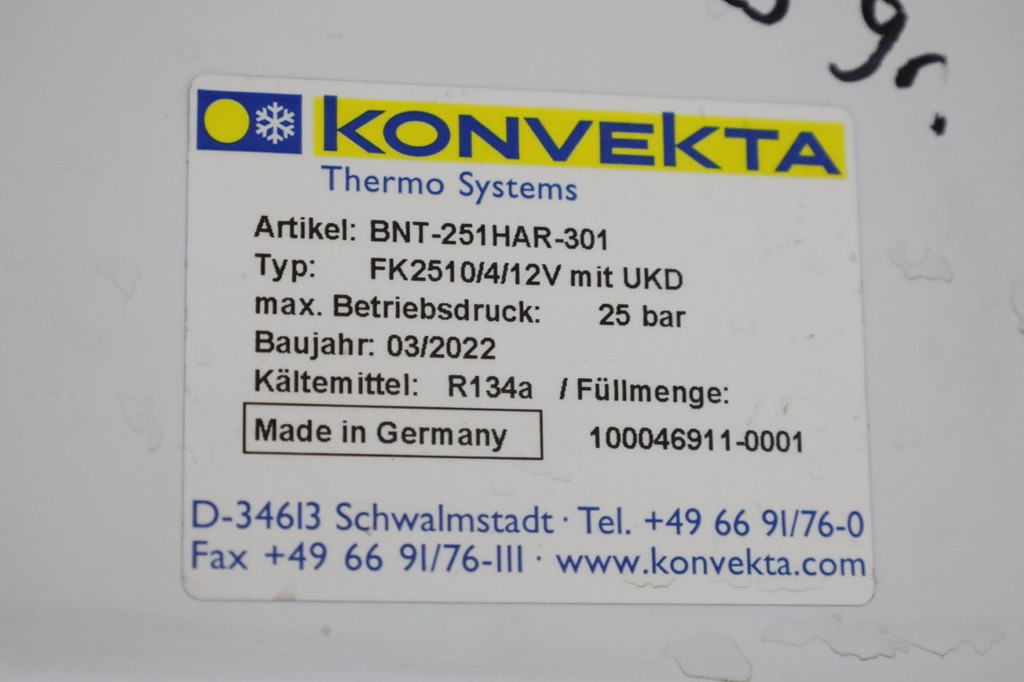 gr.
KONVEKTA
Thermo Systems
Artikel: BNT-251HAR-301
Typ: FK2510/4/12V mit UKD
max. Betriebsdruck: 25 bar
Baujahr: 03/2022
Kältemittel: R134a / Füllmenge:
Made in Germany 100046911-0001
D-34613 Schwalmstadt · Tel. +49 66 91/76-0
Fax +49 66 91/76-111 · www.konvekta.com